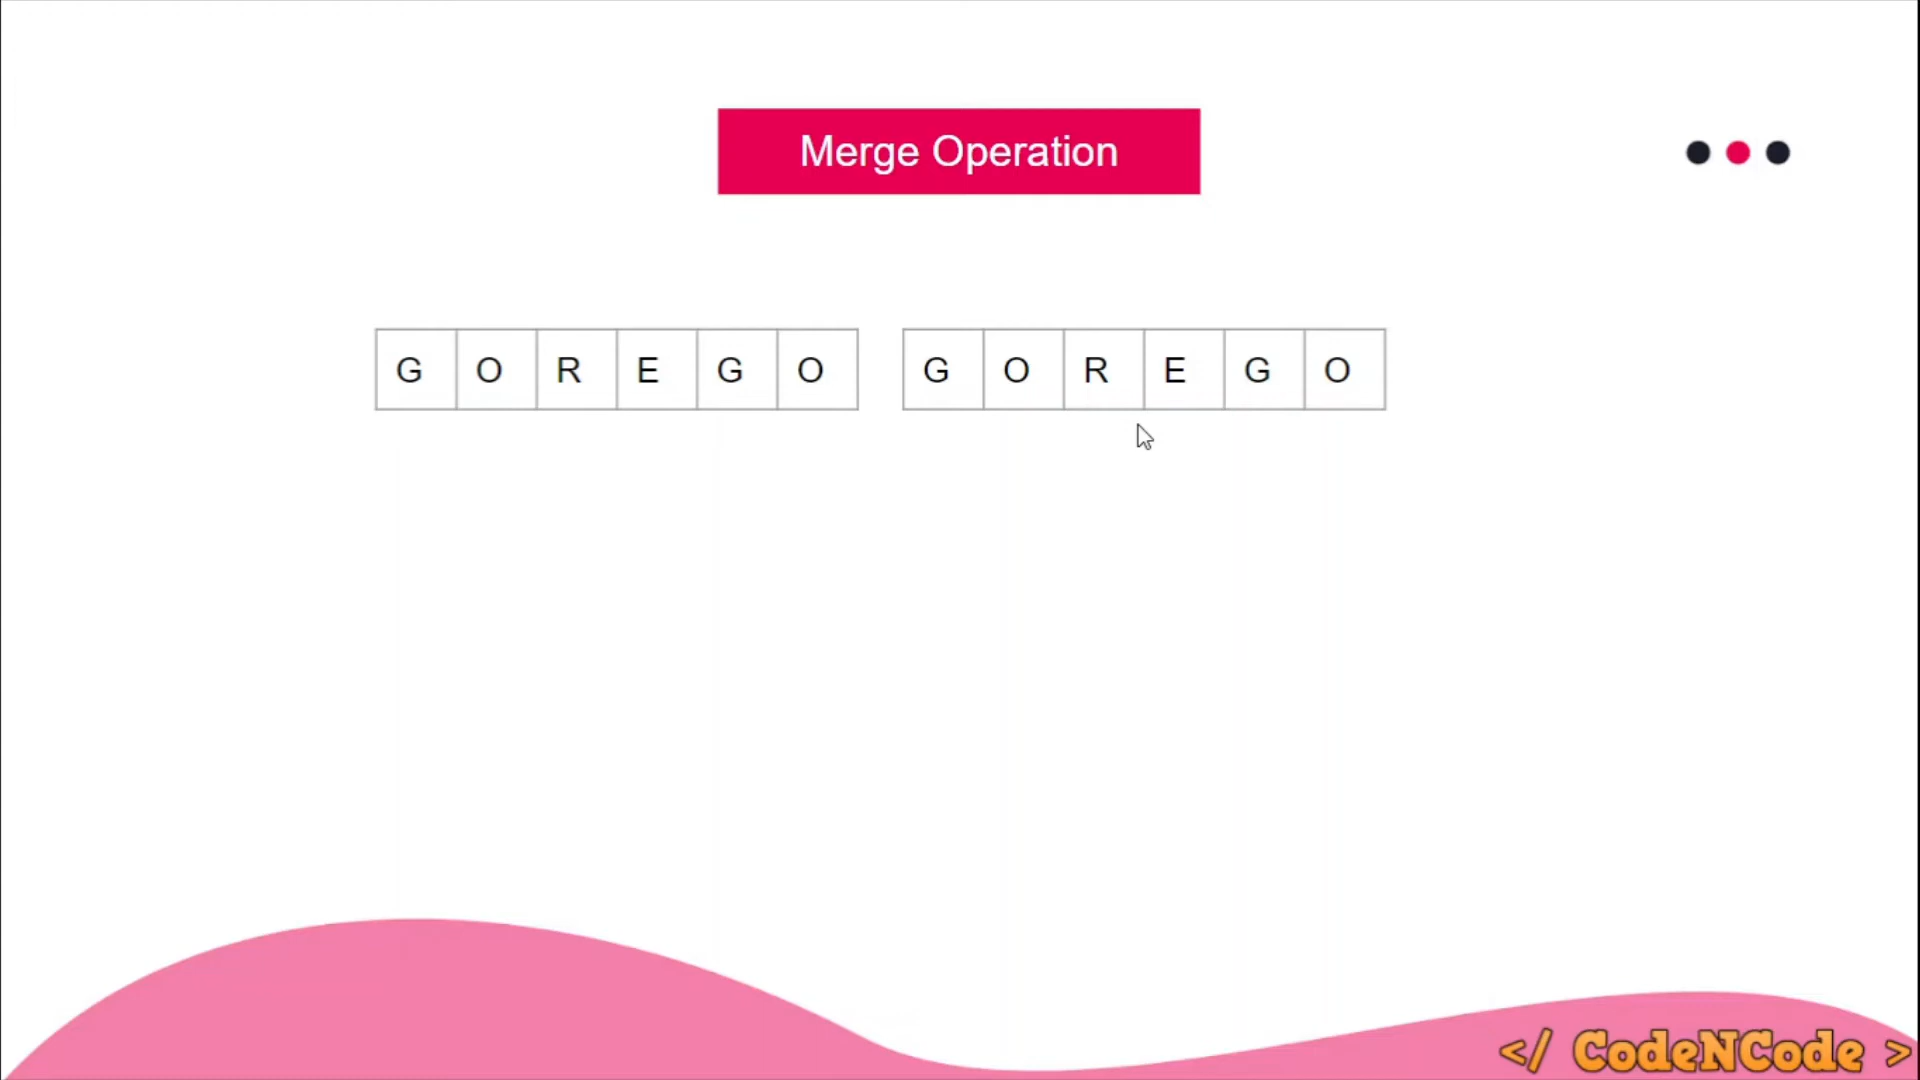 Merge Operation
G O R E G O G O R E G O
</ CodeNCode >